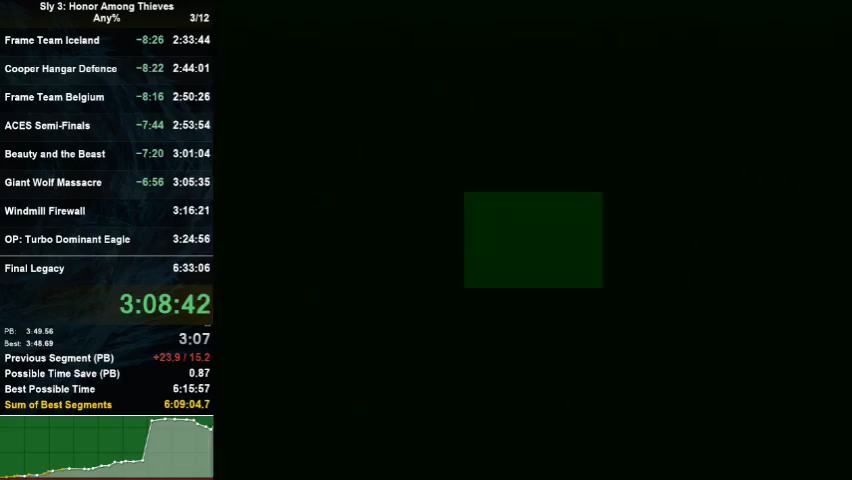 Sly 3: Honor Among Thieves
Any% 3/12
Frame Team Iceland -8:26 2:33:44
Cooper Hangar Defence -8:22 2:44:01
Frame Team Belgium -8:16 2:50:26
ACES Semi-Finals -7:44 2:53:54
Beauty and the Beast -7:20 3:01:04
Giant Wolf Massacre -6:56 3:05:35
Windmill Firewall 3:16:21
OP: Turbo Dominant Eagle 3:24:56
Final Legacy 6:33:06
3:08:42
PB: 3:49.56
Best: 3:48.69 3:07
Previous Segment (PB) +23.9 / 15.2
Possible Time Save (PB) 0.87
Best Possible Time 6:15:57
Sum of Best Segments 6:09:04.7